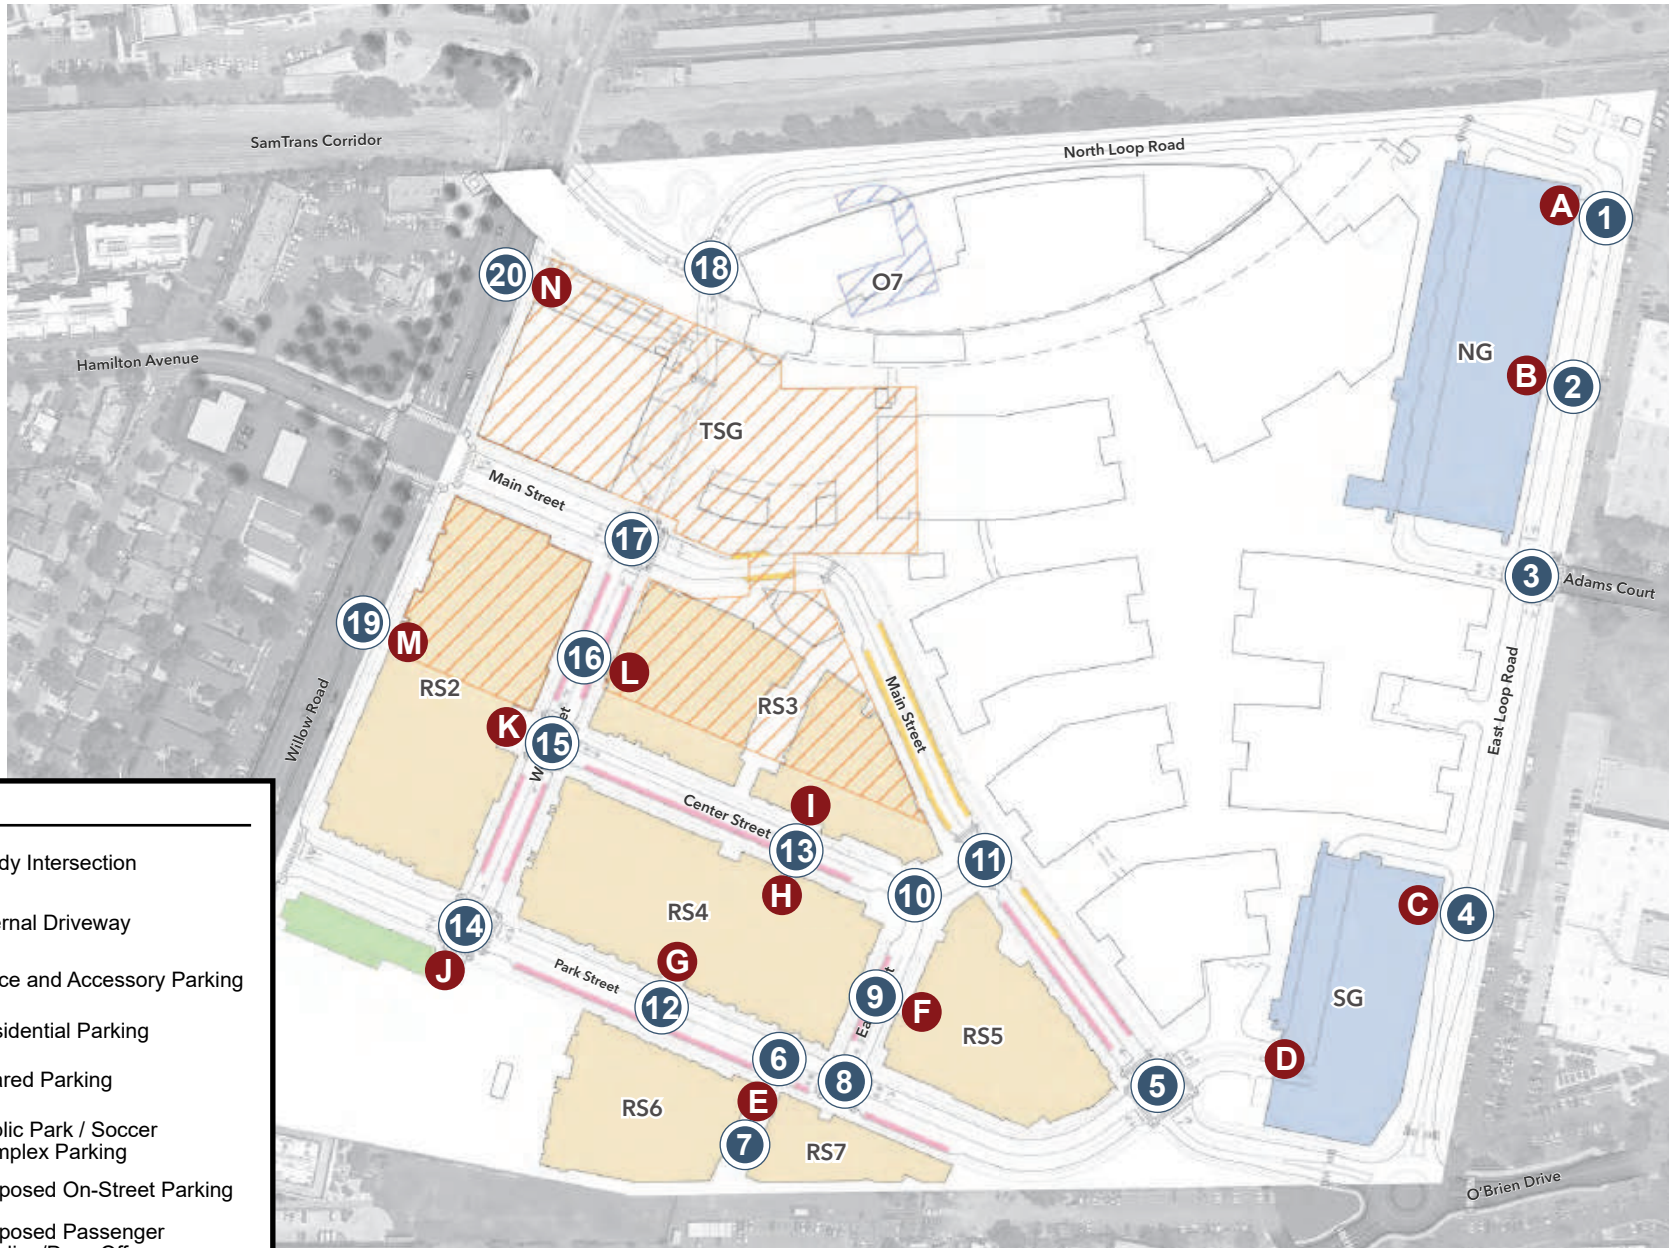 SamTrans Corridor
North Loop Road
A
1
20
N
18
O7
Hamilton Avenue
NG
B
2
TSG
Main Street
17
3
Adams Court
19
M
16
L
RS2
RS3
Main Street
East Loop Road
Willow Road
K
15
I
Center Street
13
11
H
10
C
4
RS4
14
J
G
Park Street
12
9
F
SG
RS5
6
8
D
5
E
RS6
7
RS7
O'Brien Drive
dy Intersection
rnal Driveway
ce and Accessory Parking
sidential Parking
ared Parking
lic Park / Soccer
mplex Parking
posed On-Street Parking
posed Passenger